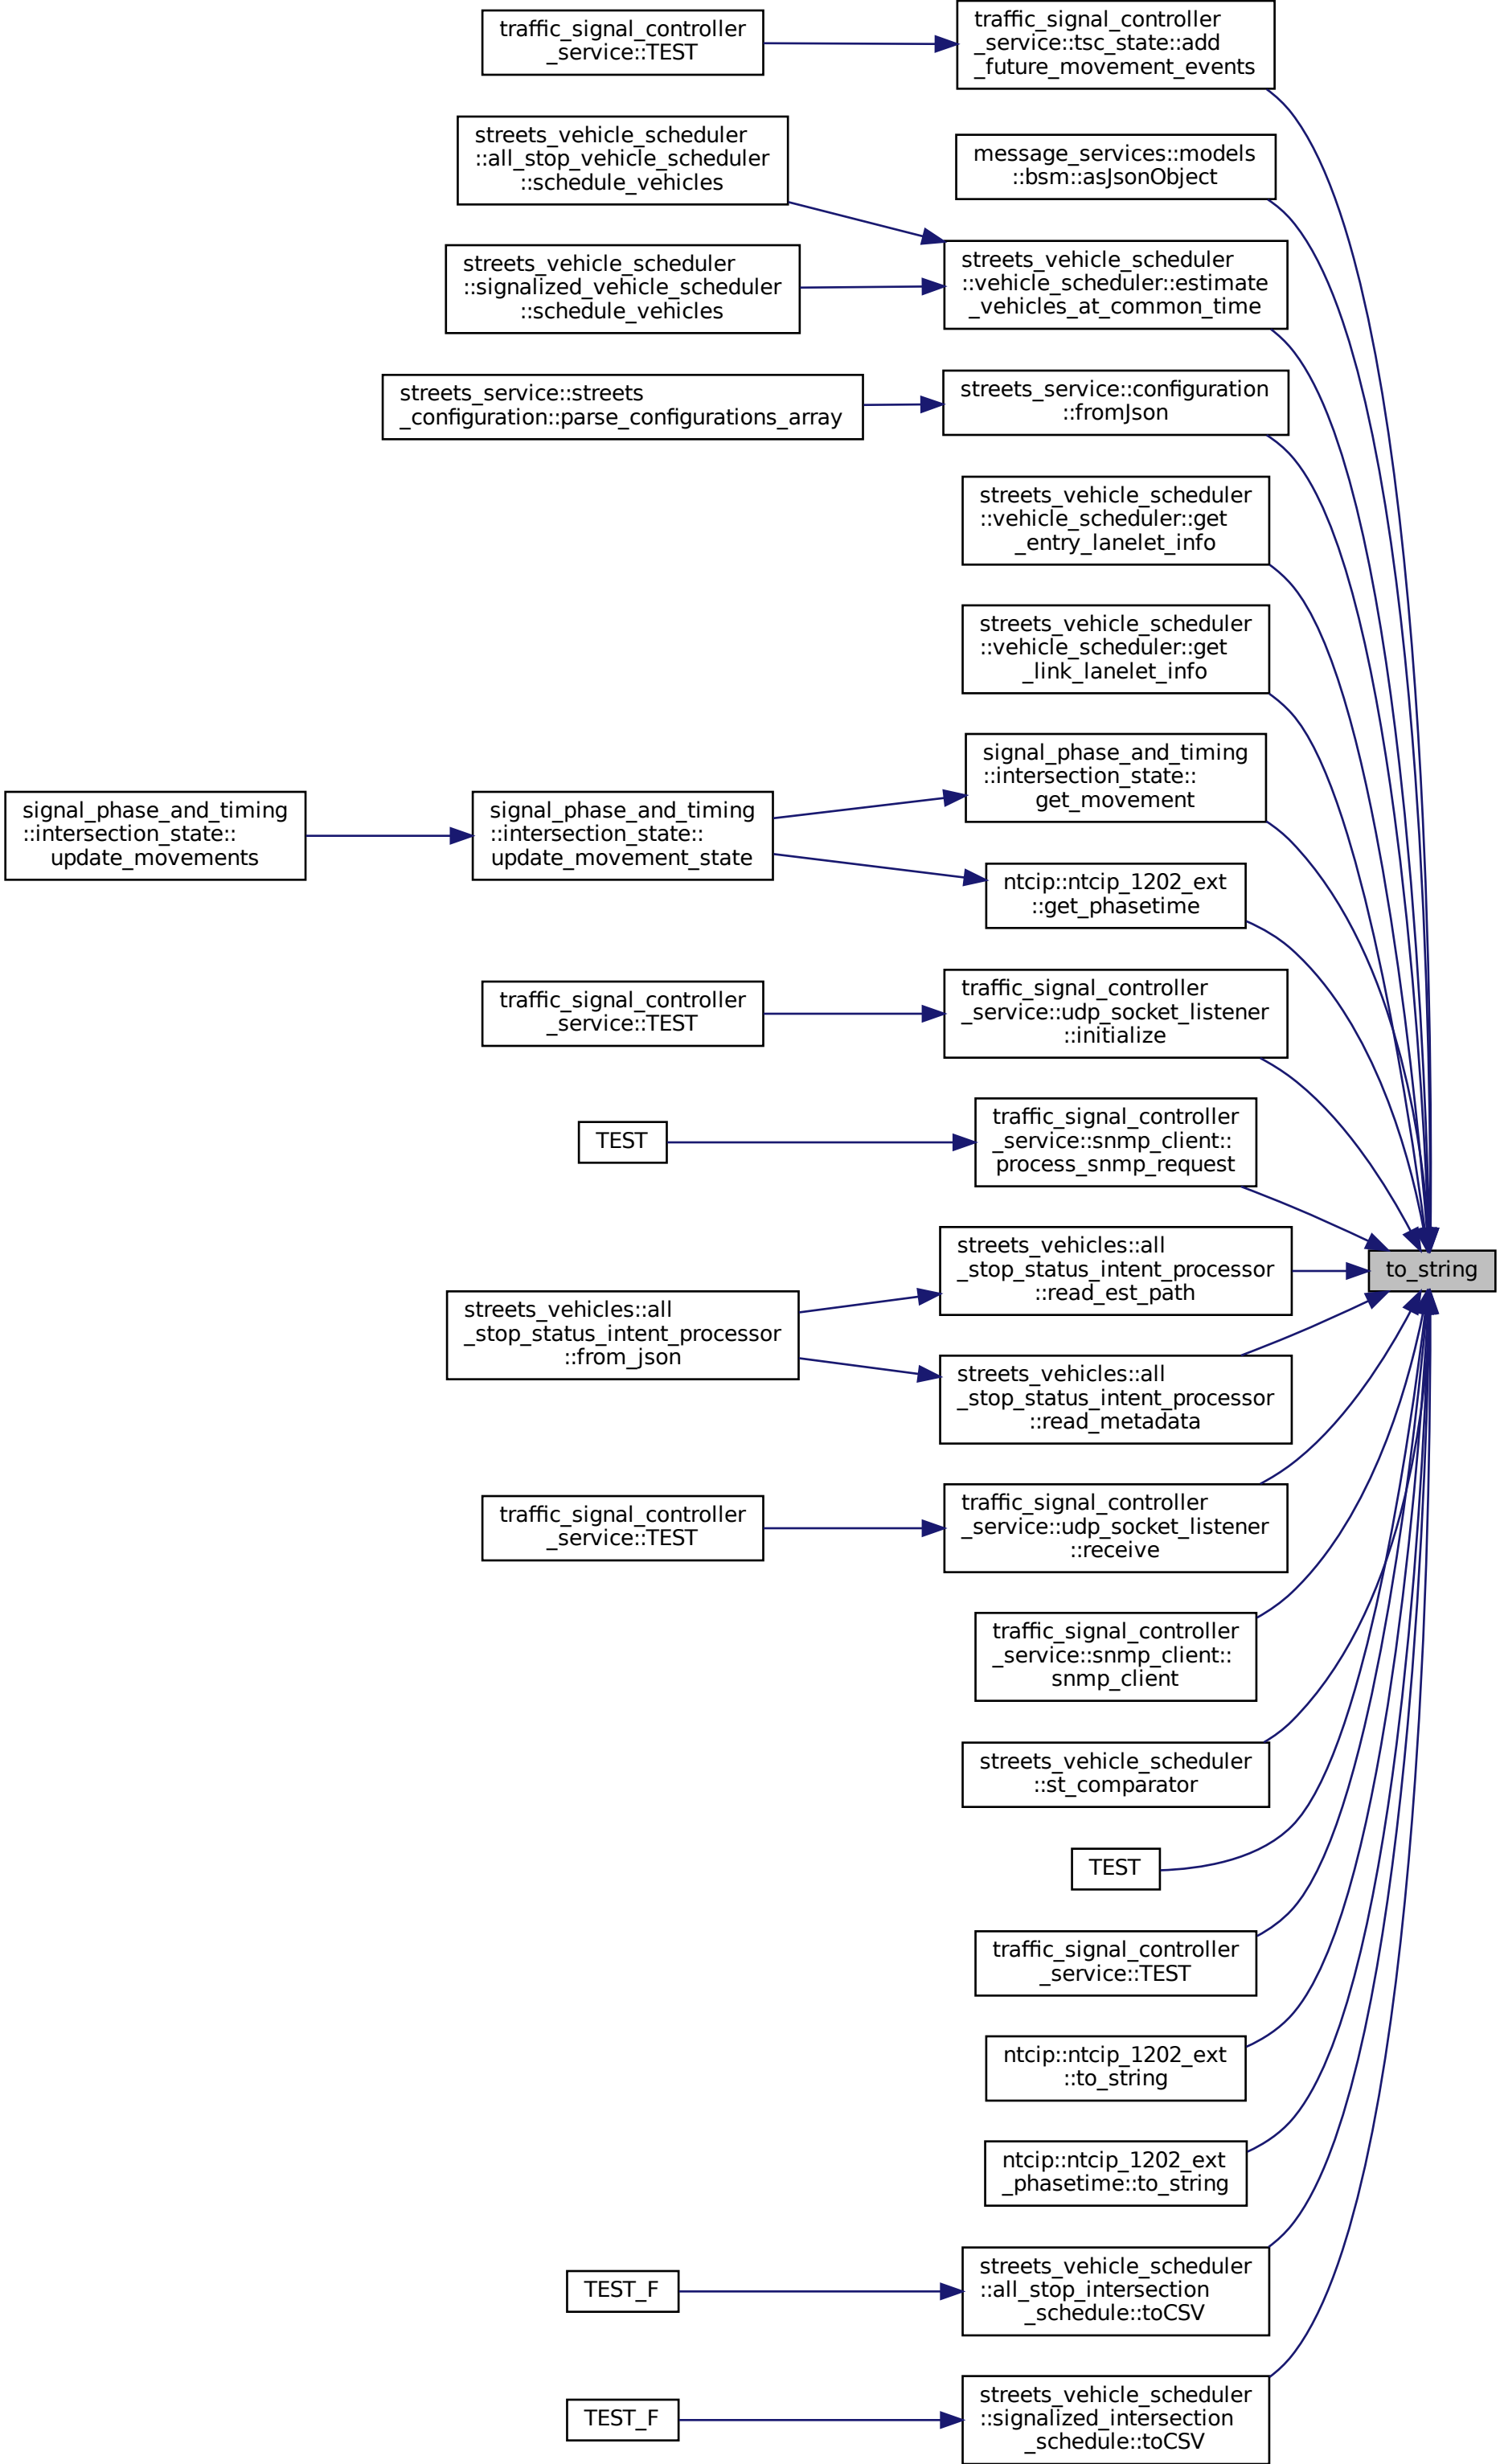 traffic_signal_controller
_service::TEST
traffic_signal_controller
_service::tsc_state::add
_future_movement_events
streets_vehicle_scheduler
::all_stop_vehicle_scheduler
::schedule_vehicles
message_services::models
::bsm::asJsonObject
streets_vehicle_scheduler
::signalized_vehicle_scheduler
::schedule_vehicles
streets_vehicle_scheduler
::vehicle_scheduler::estimate
_vehicles_at_common_time
streets_service::streets
_configuration::parse_configurations_array
streets_service::configuration
::fromJson
streets_vehicle_scheduler
::vehicle_scheduler::get
_entry_lanelet_info
streets_vehicle_scheduler
::vehicle_scheduler::get
_link_lanelet_info
signal_phase_and_timing
::intersection_state::
update_movements
signal_phase_and_timing
::intersection_state::
update_movement_state
signal_phase_and_timing
::intersection_state::
get_movement
ntcip::ntcip_1202_ext
::get_phasetime
traffic_signal_controller
_service::TEST
traffic_signal_controller
_service::udp_socket_listener
::initialize
TEST
traffic_signal_controller
_service::snmp_client::
process_snmp_request
to_string
streets_vehicles::all
_stop_status_intent_processor
::read_est_path
streets_vehicles::all
_stop_status_intent_processor
::from_json
streets_vehicles::all
_stop_status_intent_processor
::read_metadata
traffic_signal_controller
_service::TEST
traffic_signal_controller
_service::udp_socket_listener
::receive
traffic_signal_controller
_service::snmp_client::
snmp_client
streets_vehicle_scheduler
::st_comparator
TEST
traffic_signal_controller
_service::TEST
ntcip::ntcip_1202_ext
::to_string
ntcip::ntcip_1202_ext
_phasetime::to_string
TEST_F
streets_vehicle_scheduler
::all_stop_intersection
_schedule::toCSV
TEST_F
streets_vehicle_scheduler
::signalized_intersection
_schedule::toCSV